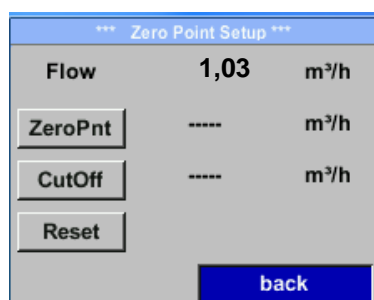 *** Zero Point Setup ***
Flow 1,03 m³/h
ZeroPnt ----- m³/h
CutOff ----- m³/h
Reset
back